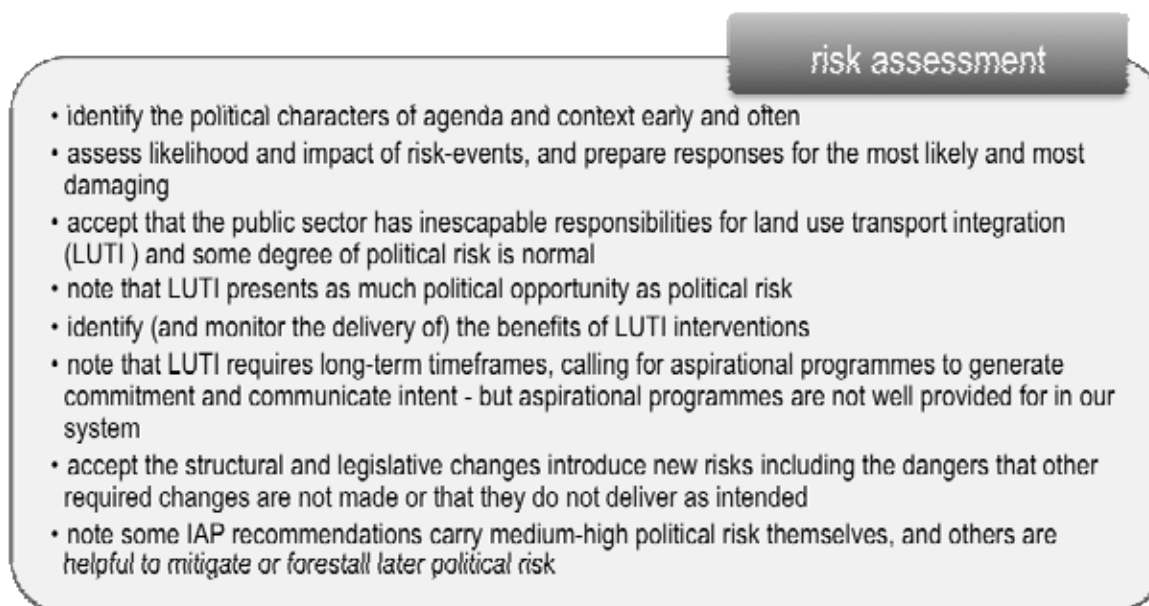 risk assessment
• identify the political characters of agenda and context early and often
• assess likelihood and impact of risk-events, and prepare responses for the most likely and most
damaging
• accept that the public sector has inescapable responsibilities for land use transport integration
(LUTI ) and some degree of political risk is normal
• note that LUTI presents as much political opportunity as political risk
• identify (and monitor the delivery of) the benefits of LUTI interventions
• note that LUTI requires long-term timeframes, calling for aspirational programmes to generate
commitment and communicate intent - but aspirational programmes are not well provided for in our
system
• accept the structural and legislative changes introduce new risks including the dangers that other
required changes are not made or that they do not deliver as intended
• note some IAP recommendations carry medium-high political risk themselves, and others are
helpful to mitigate or forestall later political risk